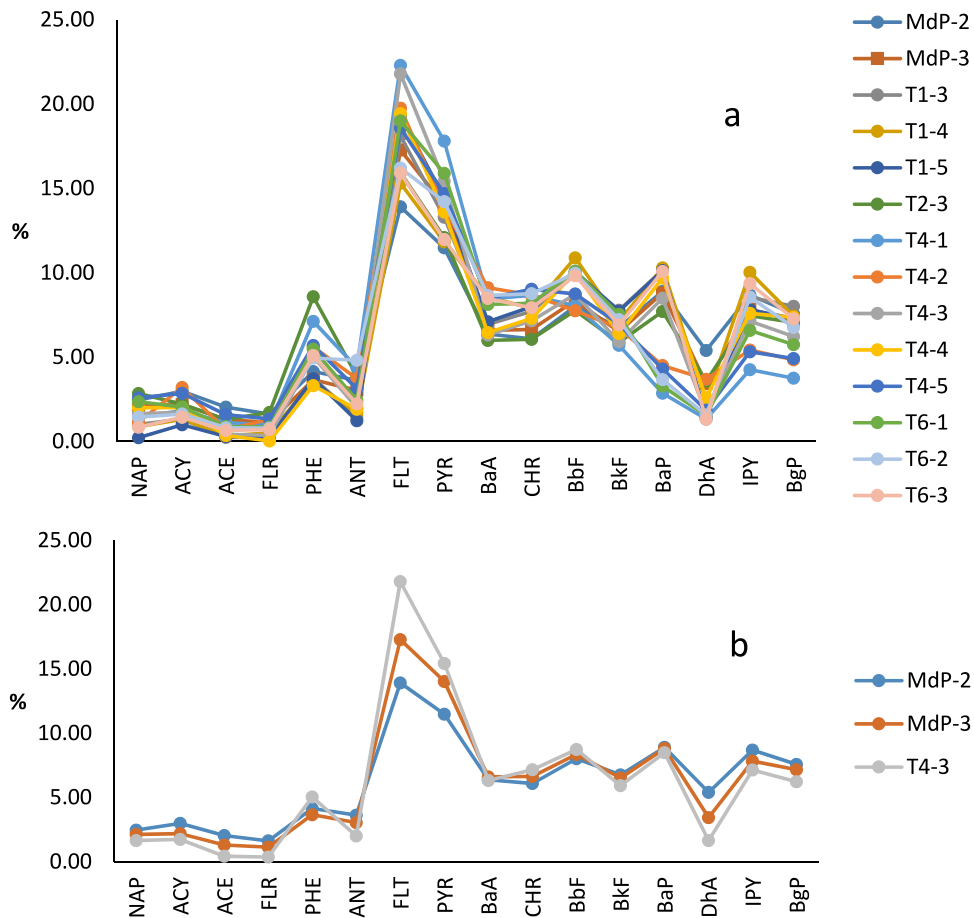 25.00
20.00
15.00
10.00
5.00
0.00
%
a
NAP ACY ACE FLR PHE ANT FLT PYR BaA CHR BbF BkF BaP DhA IPY BgP
MdP-2
MdP-3
T1-3
T1-4
T1-5
T2-3
T4-1
T4-2
T4-3
T4-4
T4-5
T6-1
T6-2
T6-3
25.00
20.00
15.00
10.00
5.00
0.00
%
b
NAP ACY ACE FLR PHE ANT FLT PYR BaA CHR BbF BkF BaP DhA IPY BgP
MdP-2
MdP-3
T4-3